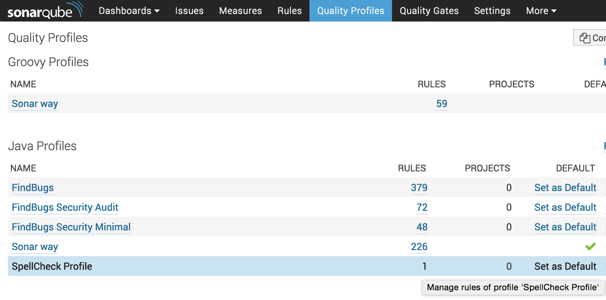 sonarqube Dashboards Issues Measures Rules Quality Profiles Quality Gates Settings More
Quality Profiles
Groovy Profiles
NAME RULES PROJECTS
Sonar way 59
Java Profiles
NAME RULES PROJECTS DEFAULT
FindBugs 379 0 Set as Default
FindBugs Security Audit 72 0 Set as Default
FindBugs Security Minimal 48 0 Set as Default
Sonar way 226
SpellCheck Profile 1 0 Set as Default
Manage rules of profile 'SpellCheck Profile'